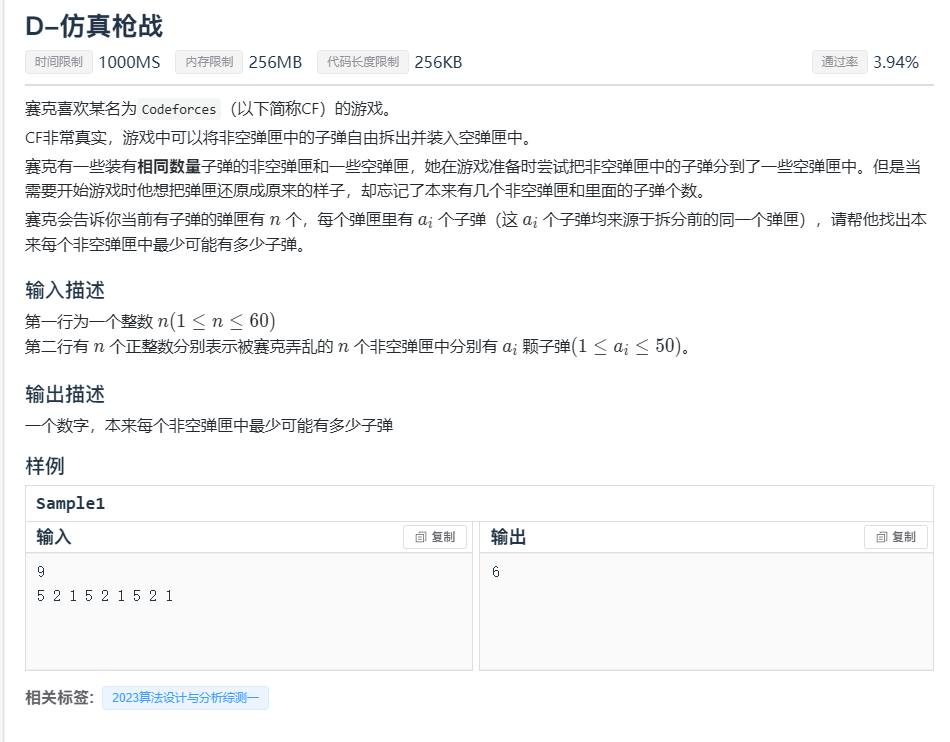 D–仿真枪战
时间限制 1000MS 内存限制 256MB 代码长度限制 256KB 通过率 3.94%
赛克喜欢某名为 Codeforces （以下简称CF）的游戏。
CF非常真实，游戏中可以将非空弹匣中的子弹自由拆出并装入空弹匣中。
赛克有一些装有相同数量子弹的非空弹匣和一些空弹匣，她在游戏准备时尝试把非空弹匣中的子弹分到了一些空弹匣中。但是当
需要开始游戏时他想把弹匣还原成原来的样子，却忘记了本来有几个非空弹匣和里面的子弹个数。
赛克会告诉你当前有子弹的弹匣有 n 个，每个弹匣里有 aᵢ 个子弹（这 aᵢ 个子弹均来源于拆分前的同一个弹匣），请帮他找出本
来每个非空弹匣中最少可能有多少子弹。
输入描述
第一行为一个整数 n(1 ≤ n ≤ 60)
第二行有 n 个正整数分别表示被赛克弄乱的 n 个非空弹匣中分别有 aᵢ 颗子弹(1 ≤ aᵢ ≤ 50)。
输出描述
一个数字，本来每个非空弹匣中最少可能有多少子弹
样例
Sample1
输入 复制 输出 复制
9
5 2 1 5 2 1 5 2 1
6
相关标签: 2023算法设计与分析综测一